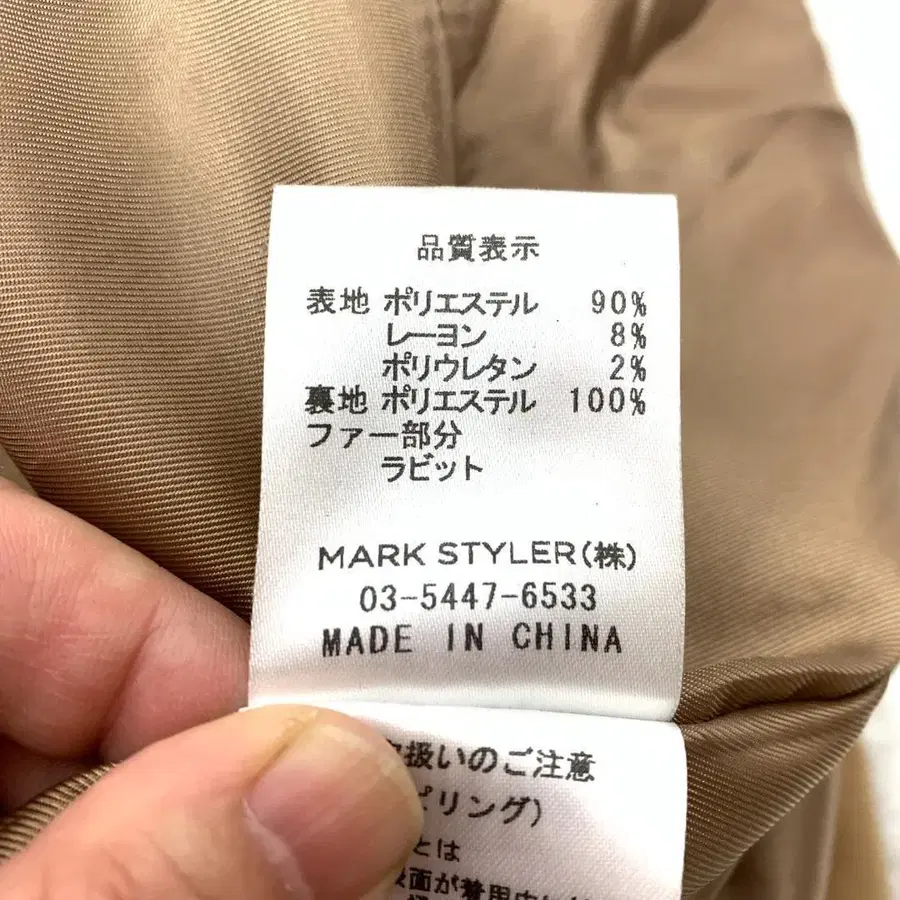 品質表示
表地 ポリエステル 90%
レーヨン 8%
ポリウレタン 2%
裏地 ポリエステル 100%
ファー部分
ラビット
MARK STYLER(株)
03-5447-6533
MADE IN CHINA
扱いのご注意
ピリング)
とは
表面が着用中